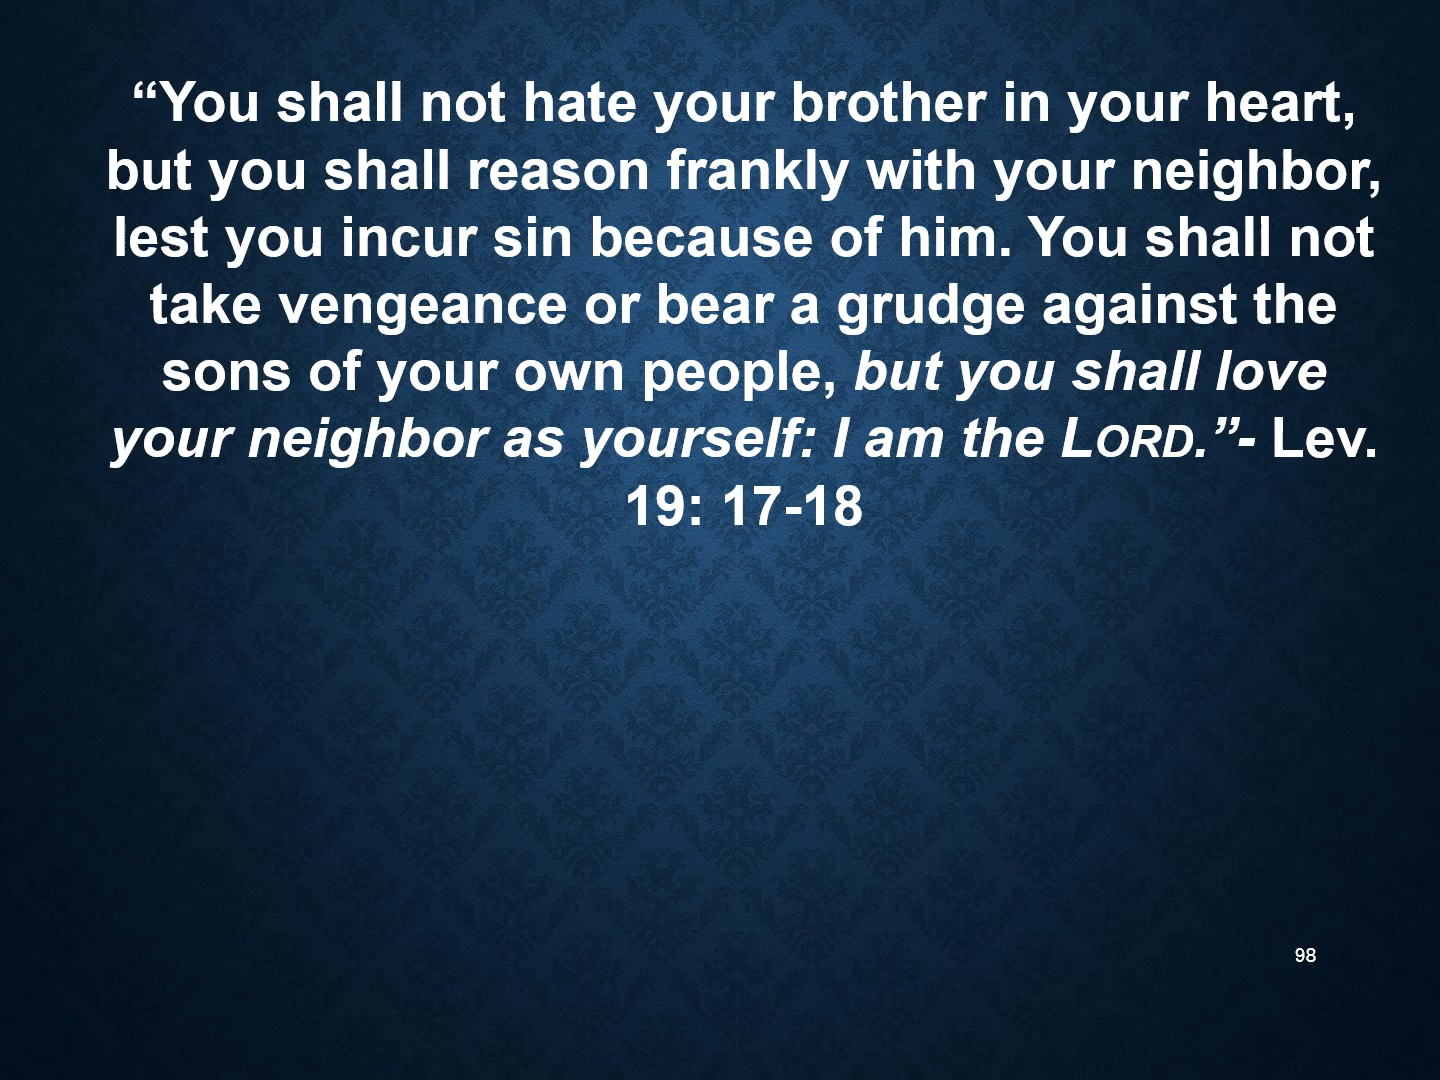 “You shall not hate your brother in your heart,
but you shall reason frankly with your neighbor,
lest you incur sin because of him. You shall not
take vengeance or bear a grudge against the
sons of your own people, but you shall love
your neighbor as yourself: I am the LORD.”- Lev.
19: 17-18
98